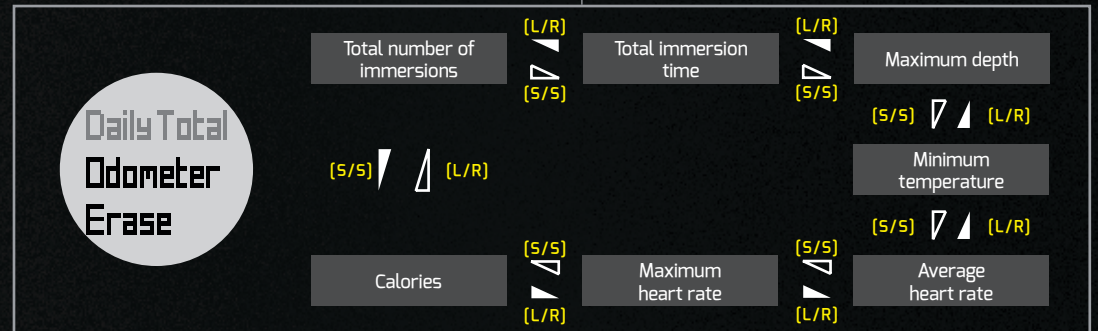 (L/R)
(L/R)
Total number of
immersions
Total immersion
time
Maximum depth
(S/S)
(S/S)
Daily Total
Odometer
Erase
(S/S)
(L/R)
(S/S)
(L/R)
Minimum
temperature
(S/S)
(L/R)
(S/S)
(S/S)
Calories
Maximum
heart rate
Average
heart rate
(L/R)
(L/R)